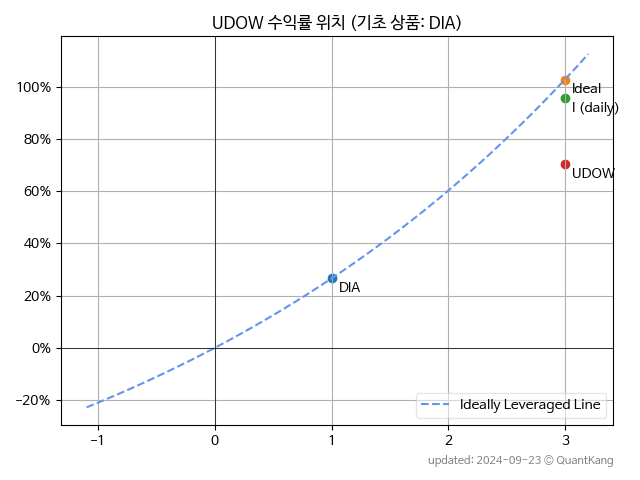 UDOW 수익률 위치 (기초 상품: DIA)
100%
80%
60%
40%
20%
0%
−20%
Ideal
I (daily)
UDOW
DIA
Ideally Leveraged Line
−1
0
1
2
3
updated: 2024-09-23 © QuantKang